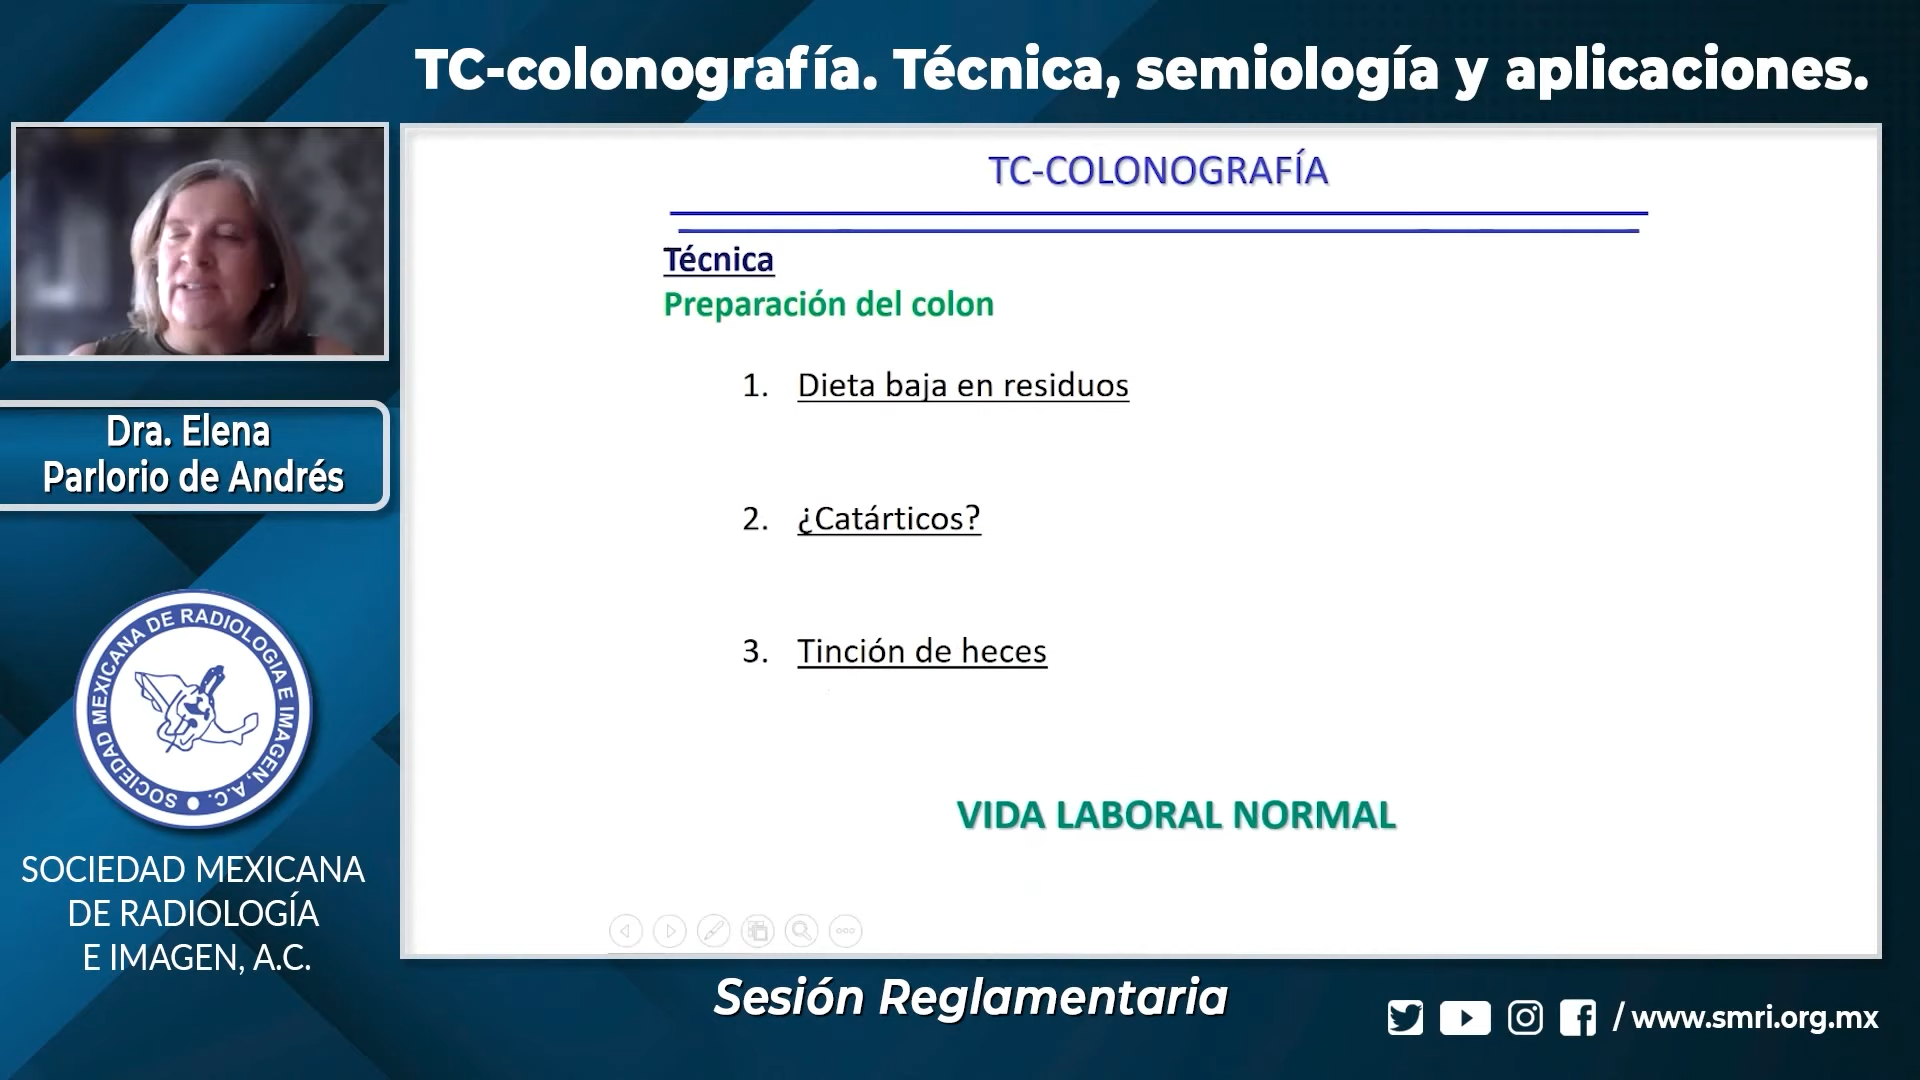 TC-colonografía. Técnica, semiología y aplicaciones.
TC-COLONOGRAFÍA
Técnica
Preparación del colon
1. Dieta baja en residuos
2. ¿Catárticos?
3. Tinción de heces
VIDA LABORAL NORMAL
Dra. Elena
Parlorio de Andrés
SOCIEDAD MEXICANA DE RADIOLOGIA E IMAGEN, A.C.
SOCIEDAD MEXICANA
DE RADIOLOGÍA
E IMAGEN, A.C.
Sesión Reglamentaria
/ www.smri.org.mx